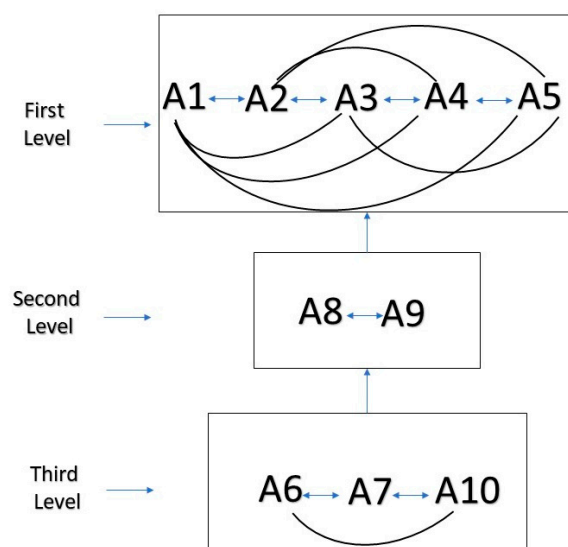 First
Level
A1 A2 A3 A4 A5
Second
Level
A8 A9
Third
Level
A6 A7 A10